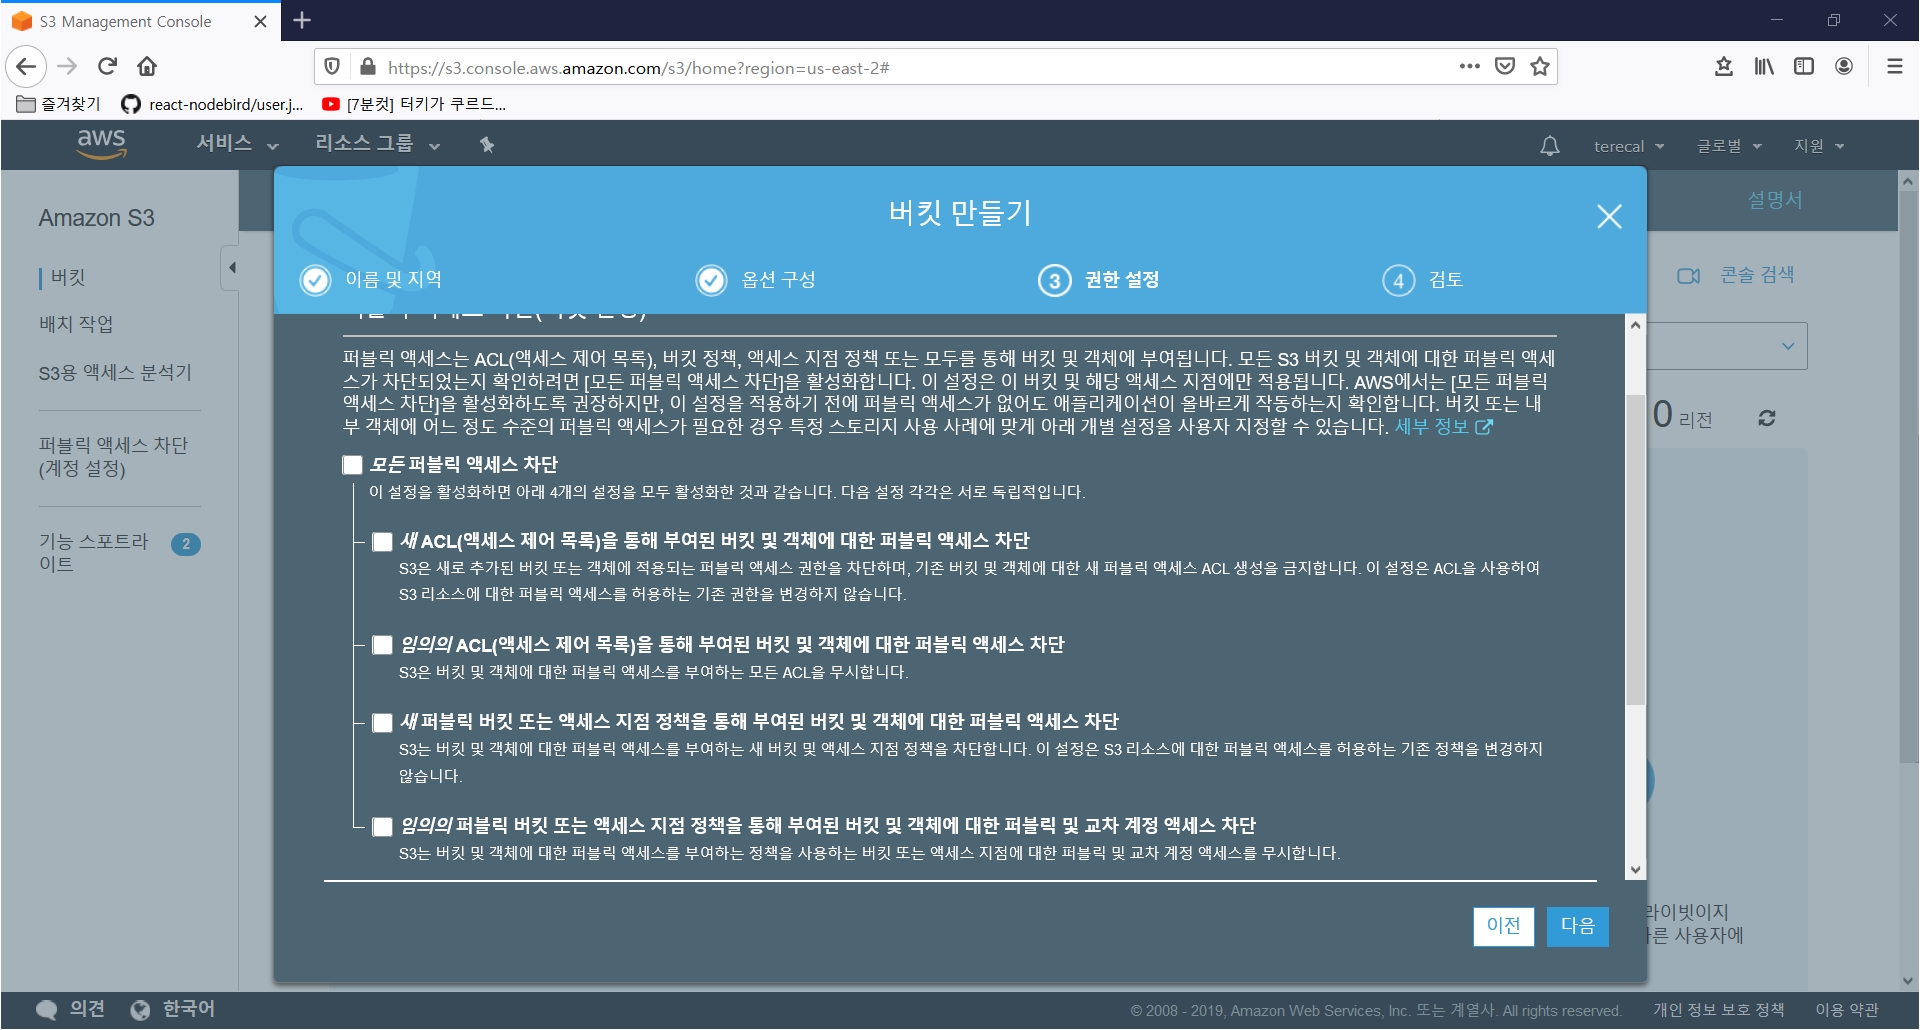 S3 Management Console
https://s3.console.aws.amazon.com/s3/home?region=us-east-2#
즐겨찾기
react-nodebird/user.j...
[7분컷] 터키가 쿠르드...
aws
서비스
리소스 그룹
terecal
글로벌
지원
Amazon S3
버킷
배치 작업
S3용 액세스 분석기
퍼블릭 액세스 차단
(계정 설정)
기능 스포트라
이트
2
설명서
콘솔 검색
0 리전
버킷 만들기
이름 및 지역
옵션 구성
3 권한 설정
4 검토
퍼블릭 액세스는 ACL(액세스 제어 목록), 버킷 정책, 액세스 지점 정책 또는 모두를 통해 버킷 및 객체에 부여됩니다. 모든 S3 버킷 및 객체에 대한 퍼블릭 액세
스가 차단되었는지 확인하려면 [모든 퍼블릭 액세스 차단]을 활성화합니다. 이 설정은 이 버킷 및 해당 액세스 지점에만 적용됩니다. AWS에서는 [모든 퍼블릭
액세스 차단]을 활성화하도록 권장하지만, 이 설정을 적용하기 전에 퍼블릭 액세스가 없어도 애플리케이션이 올바르게 작동하는지 확인합니다. 버킷 또는 내
부 객체에 어느 정도 수준의 퍼블릭 액세스가 필요한 경우 특정 스토리지 사용 사례에 맞게 아래 개별 설정을 사용자 지정할 수 있습니다. 세부 정보
모든 퍼블릭 액세스 차단
이 설정을 활성화하면 아래 4개의 설정을 모두 활성화한 것과 같습니다. 다음 설정 각각은 서로 독립적입니다.
새 ACL(액세스 제어 목록)을 통해 부여된 버킷 및 객체에 대한 퍼블릭 액세스 차단
S3은 새로 추가된 버킷 또는 객체에 적용되는 퍼블릭 액세스 권한을 차단하며, 기존 버킷 및 객체에 대한 새 퍼블릭 액세스 ACL 생성을 금지합니다. 이 설정은 ACL을 사용하여
S3 리소스에 대한 퍼블릭 액세스를 허용하는 기존 권한을 변경하지 않습니다.
임의의 ACL(액세스 제어 목록)을 통해 부여된 버킷 및 객체에 대한 퍼블릭 액세스 차단
S3은 버킷 및 객체에 대한 퍼블릭 액세스를 부여하는 모든 ACL을 무시합니다.
새 퍼블릭 버킷 또는 액세스 지점 정책을 통해 부여된 버킷 및 객체에 대한 퍼블릭 액세스 차단
S3는 버킷 및 객체에 대한 퍼블릭 액세스를 부여하는 새 버킷 및 액세스 지점 정책을 차단합니다. 이 설정은 S3 리소스에 대한 퍼블릭 액세스를 허용하는 기존 정책을 변경하지
않습니다.
임의의 퍼블릭 버킷 또는 액세스 지점 정책을 통해 부여된 버킷 및 객체에 대한 퍼블릭 및 교차 계정 액세스 차단
S3는 버킷 및 객체에 대한 퍼블릭 액세스를 부여하는 정책을 사용하는 버킷 또는 액세스 지점에 대한 퍼블릭 및 교차 계정 액세스를 무시합니다.
이전
다음
라이빗이지
사용자에
의견
한국어
© 2008 - 2019, Amazon Web Services, Inc. 또는 계열사. All rights reserved.
개인 정보 보호 정책
이용 약관